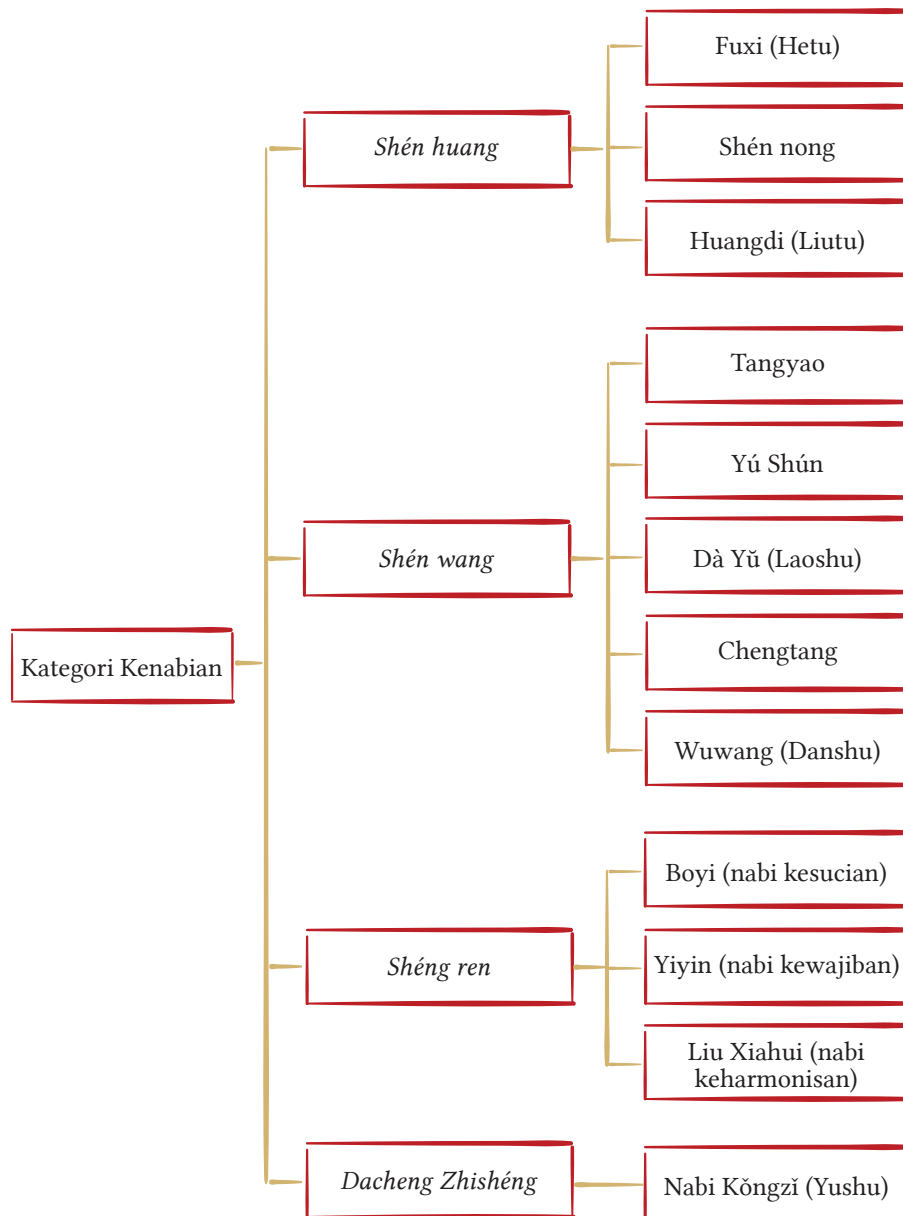 Kategori Kenabian
Shén huang
Fuxi (Hetu)
Shén nong
Huangdi (Liutu)
Shén wang
Tangyao
Yú Shún
Dà Yŭ (Laoshu)
Chengtang
Wuwang (Danshu)
Shéng ren
Boyi (nabi kesucian)
Yiyin (nabi kewajiban)
Liu Xiahui (nabi
keharmonisan)
Dacheng Zhishéng
Nabi Kŏngzĭ (Yushu)